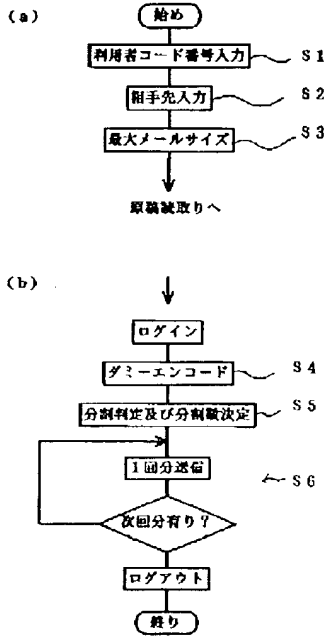 (a)
始め
利用者コード番号入力
S1
相手先入力
S2
最大メールサイズ
S3
原稿読取りへ
(b)
ログイン
ダミーエンコード
S4
分割判定及び分割数決定
S5
1回分送信
S6
次回分有り?
ログアウト
終り